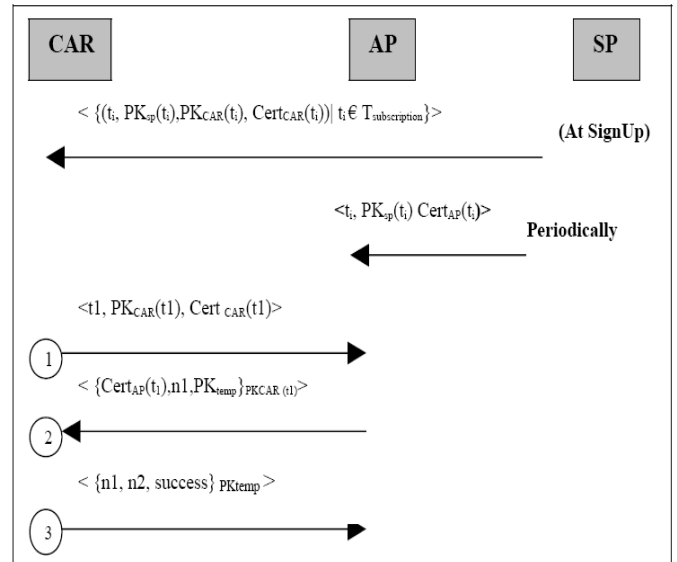 CAR AP SP
< {(tᵢ, PKsp(tᵢ),PKCAR(tᵢ), CertCAR(tᵢ))| tᵢ € Tsubscription}>
(At SignUp)
<tᵢ, PKsp(tᵢ) CertAP(tᵢ)>
Periodically
<t1, PKCAR(t1), Cert CAR(t1)>
1
< {CertAP(t₁),n1,PKtemp}PKCAR (t1)>
2
< {n1, n2, success} PKtemp >
3